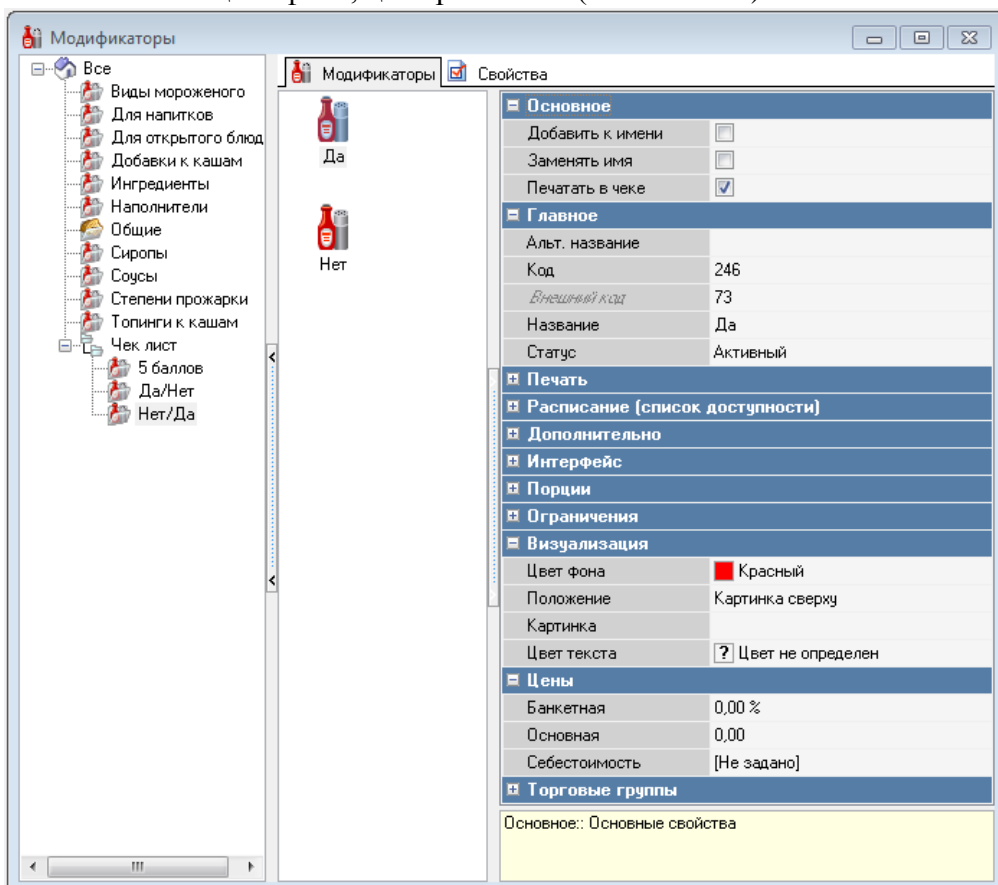 Модификаторы
Все
Виды мороженого
Для напитков
Для открытого блюд
Добавки к кашам
Ингредиенты
Наполнители
Общие
Сиропы
Соусы
Степени прожарки
Топинги к кашам
Чек лист
5 баллов
Да/Нет
Нет/Да
Модификаторы Свойства
Да
Нет
Основное
Добавить к имени
Заменять имя
Печатать в чеке
Главное
Альт. название
Код 246
Внешний код 73
Название Да
Статус Активный
Печать
Расписание (список доступности)
Дополнительно
Интерфейс
Порции
Ограничения
Визуализация
Цвет фона Красный
Положение Картинка сверху
Картинка
Цвет текста ? Цвет не определен
Цены
Банкетная 0,00 %
Основная 0,00
Себестоимость [Не задано]
Торговые группы
Основное:: Основные свойства